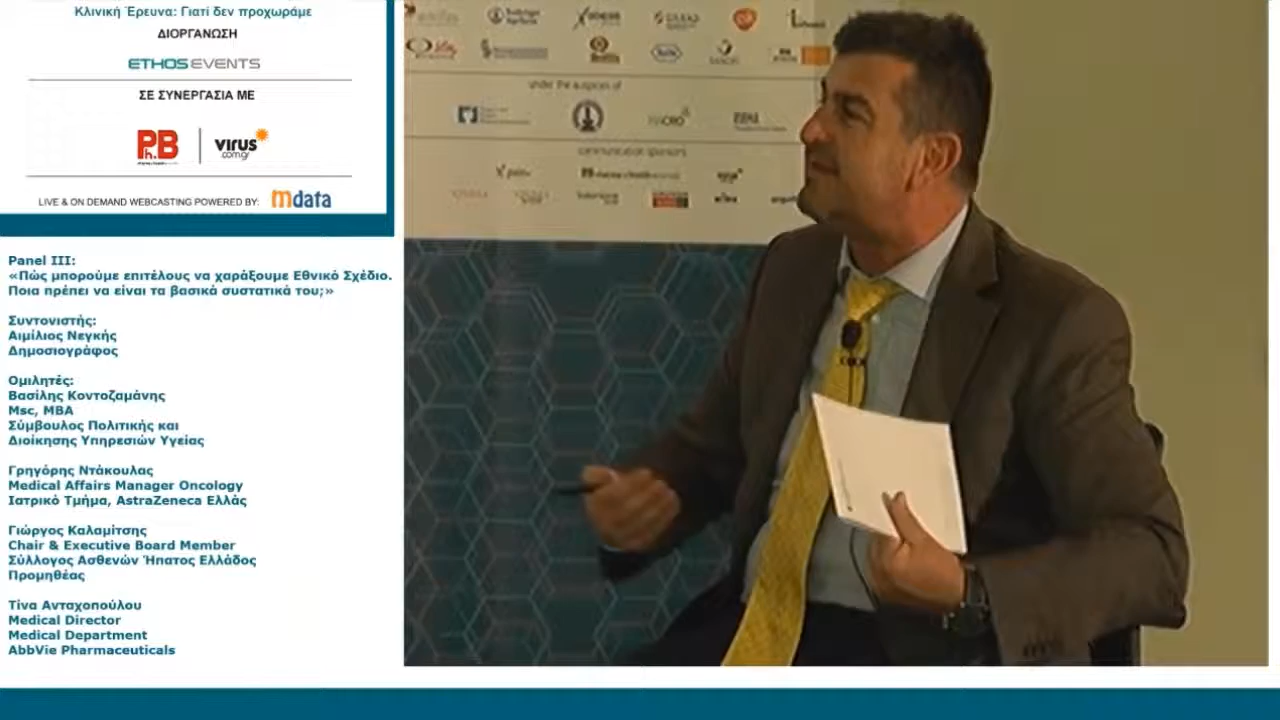 Κλινική Έρευνα: Γιατί δεν προχωράμε
ΔΙΟΡΓΑΝΩΣΗ
ETHOSEVENTS
ΣΕ ΣΥΝΕΡΓΑΣΙΑ ΜΕ
Ph.B
virus
.com.gr
LIVE & ON DEMAND WEBCASTING POWERED BY: mdata
Panel III:
«Πώς μπορούμε επιτέλους να χαράξουμε Εθνικό Σχέδιο.
Ποια πρέπει να είναι τα βασικά συστατικά του;»
Συντονιστής:
Αιμίλιος Νεγκής
Δημοσιογράφος
Ομιλητές:
Βασίλης Κοντοζαμάνης
Msc, MBA
Σύμβουλος Πολιτικής και
Διοίκησης Υπηρεσιών Υγείας
Γρηγόρης Ντάκουλας
Medical Affairs Manager Oncology
Ιατρικό Τμήμα, AstraZeneca Ελλάς
Γιώργος Καλαμίτσης
Chair & Executive Board Member
Σύλλογος Ασθενών Ήπατος Ελλάδος
Προμηθέας
Τίνα Ανταχοπούλου
Medical Director
Medical Department
AbbVie Pharmaceuticals
GILEAD
Roche
under the auspices of
communication sponsors